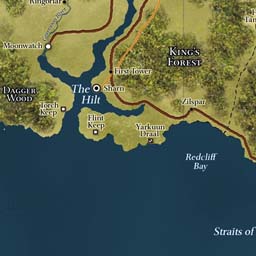 Ringorial
Moonwatch
KING'S
FOREST
First Tower
DAGGER
WOOD
The
Hilt
Sharn
Zilspar
Torch
Keep
Flint
Keep
Yarkuun
Draal
Redcliff
Bay
Straits of